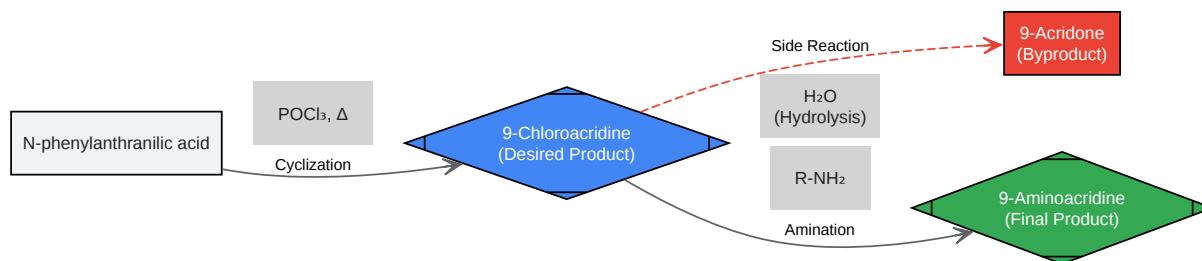 N-phenylanthranilic acid
POCl₃, Δ
Cyclization
9-Chloroacridine
(Desired Product)
Side Reaction
H₂O
(Hydrolysis)
9-Acridone
(Byproduct)
R-NH₂
Amination
9-Aminoacridine
(Final Product)